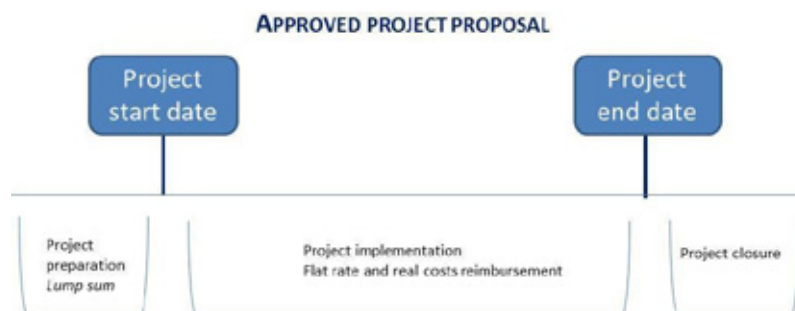 APPROVED PROJECT PROPOSAL
Project
start date
Project
end date
Project
preparation
Lump sum
Project implementation
Flat rate and real costs reimbursement
Project closure